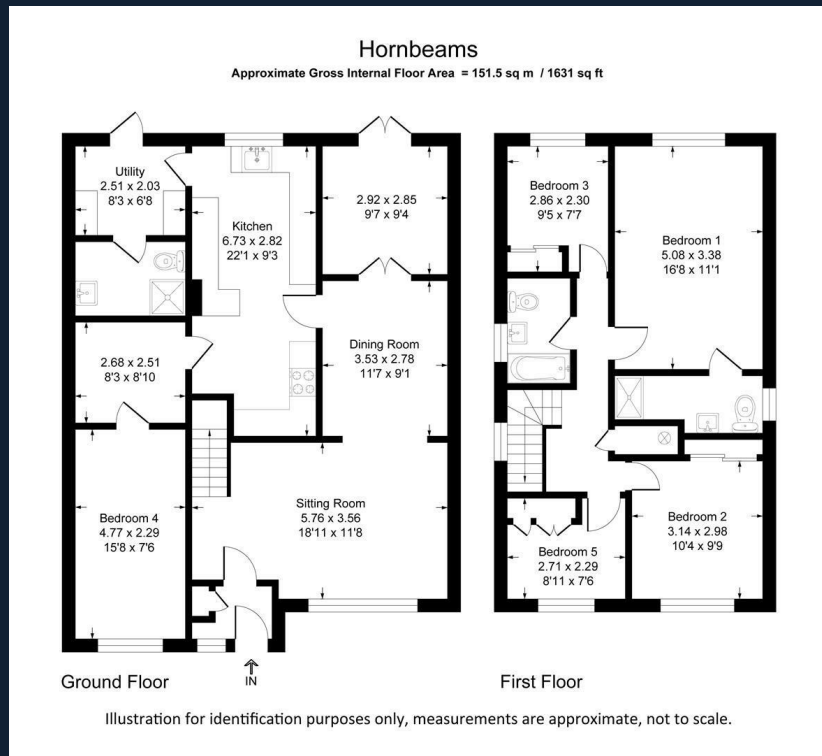 Hornbeams
Approximate Gross Internal Floor Area = 151.5 sq m / 1631 sq ft
Utility
2.51 x 2.03
8'3 x 6'8
Kitchen
6.73 x 2.82
22'1 x 9'3
2.92 x 2.85
9'7 x 9'4
2.68 x 2.51
8'3 x 8'10
Dining Room
3.53 x 2.78
11'7 x 9'1
Bedroom 4
4.77 x 2.29
15'8 x 7'6
Sitting Room
5.76 x 3.56
18'11 x 11'8
IN
Ground Floor
Bedroom 3
2.86 x 2.30
9'5 x 7'7
Bedroom 1
5.08 x 3.38
16'8 x 11'1
Bedroom 2
3.14 x 2.98
10'4 x 9'9
Bedroom 5
2.71 x 2.29
8'11 x 7'6
First Floor
Illustration for identification purposes only, measurements are approximate, not to scale.